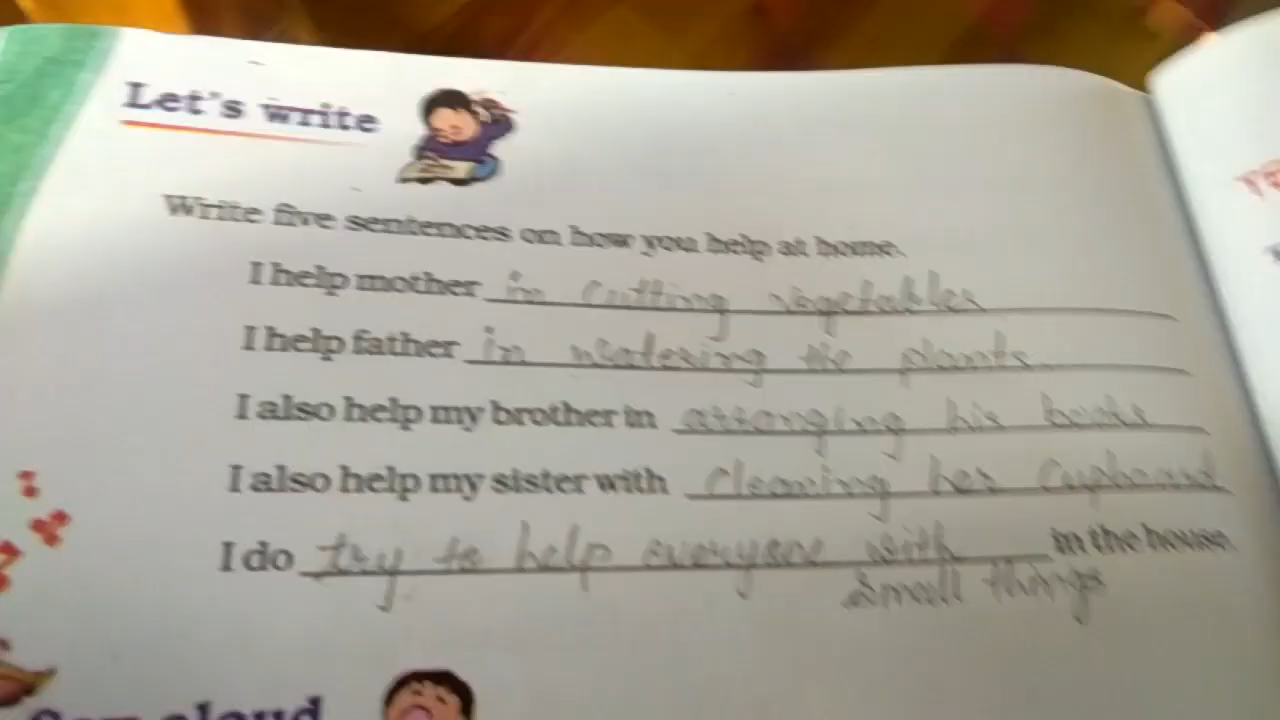 Let's write
Write five sentences on how you help at home.
I help mother in cutting vegetables
I help father in watering the plants.
I also help my brother in arranging his books
I also help my sister with cleaning her cupboard
I do try to help everyone with in the house.
small things
Say aloud